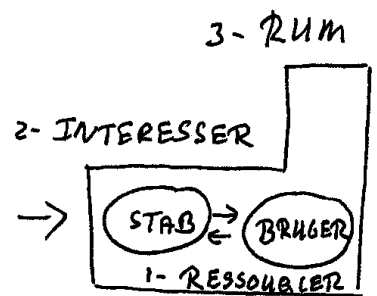 3- RUM
2- INTERESSER
STAB
BRUGER
1- RESSOURCER